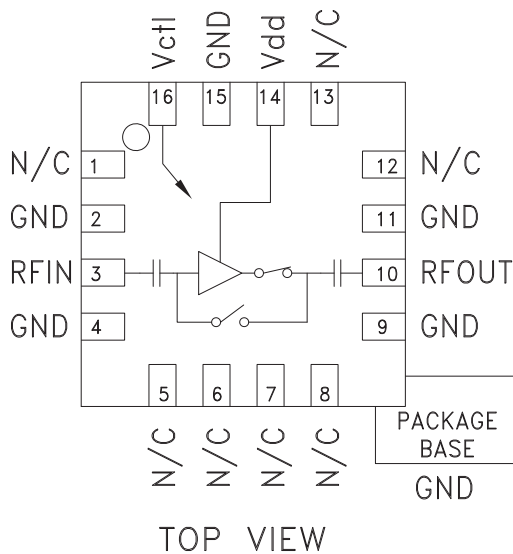 Vctl GND Vdd N/C
16 15 14 13
N/C 1 12 N/C
GND 2 11 GND
RFIN 3 10 RFOUT
GND 4 9 GND
5 6 7 8
N/C N/C N/C N/C
PACKAGE
BASE
GND
TOP VIEW